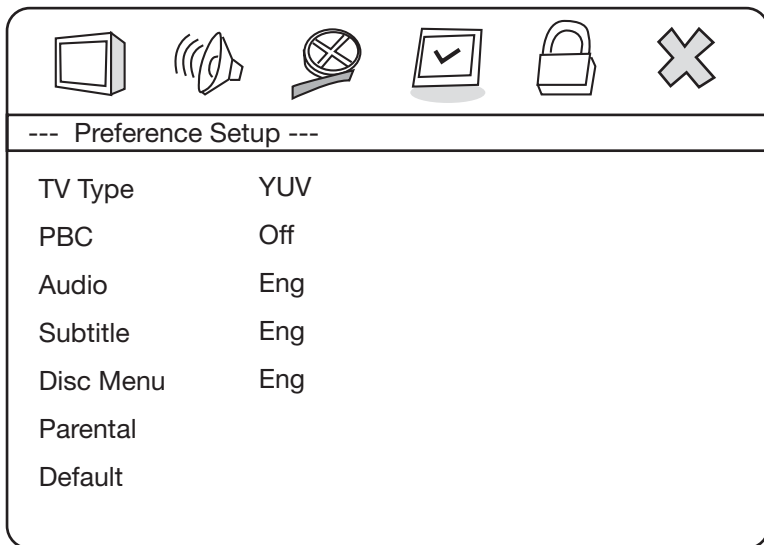 --- Preference Setup ---
TV Type YUV
PBC Off
Audio Eng
Subtitle Eng
Disc Menu Eng
Parental
Default